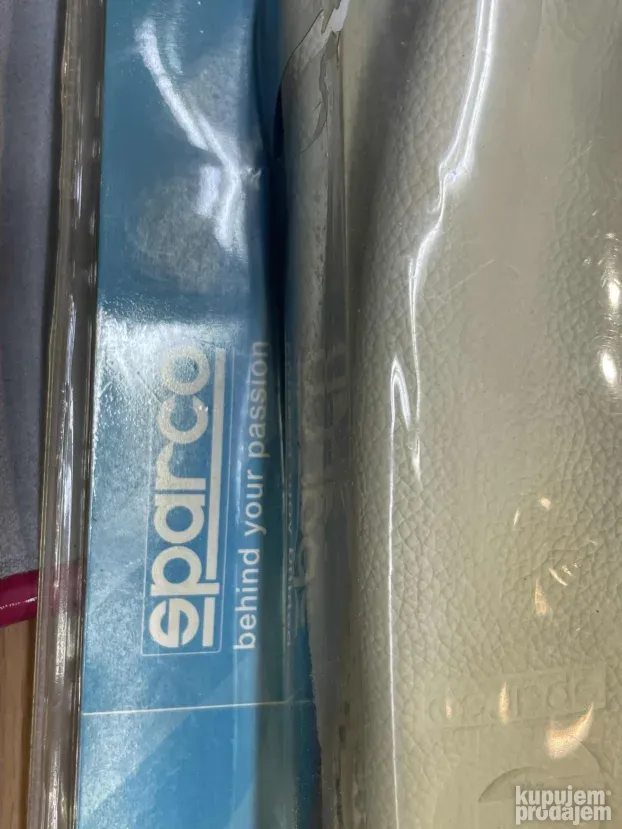 sparco
behind your passion
sparco
kupujem
prodajem